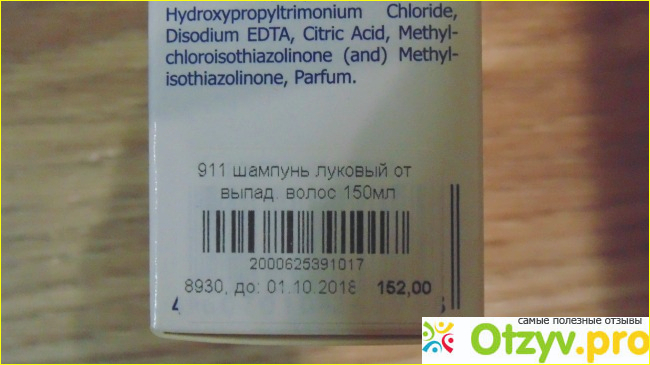 Hydroxypropyltrimonium Chloride,
Disodium EDTA, Citric Acid, Methyl-
chloroisothiazolinone (and) Methyl-
isothiazolinone, Parfum.
911 шампунь луковый от
выпад. волос 150мл
2000625391017
8930, до: 01.10.2018 152,00
самые полезные отзывы
Otzyv.pro